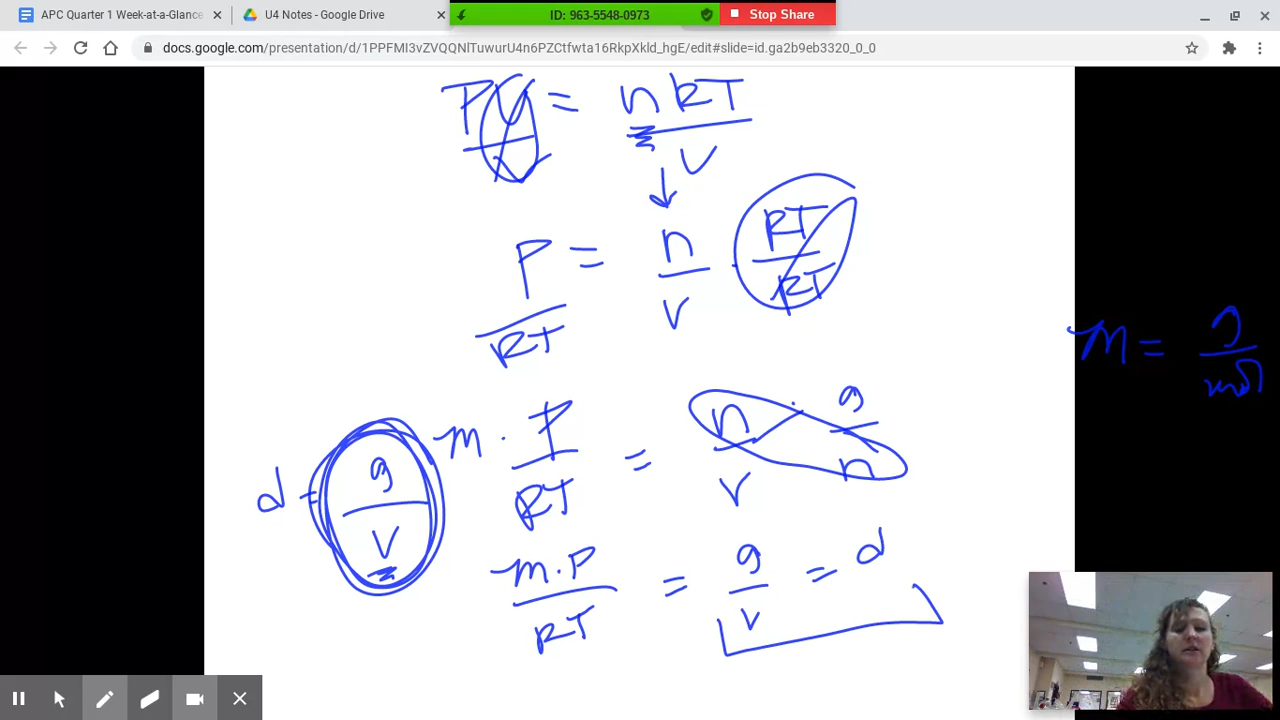 APC Quarter 1 Week-at-a-Glance
U4 Notes - Google Drive
ID: 963-5548-0973
Stop Share
docs.google.com/presentation/d/1PPFMI3vZVQQNlTuwurU4n6PZCtfwta16RkpXkld_hgE/edit#slide=id.ga2b9eb3320_0_0
PV/V = nRT/V
P/RT = n/V · RT/RT
m = g/mol
d = g/V
m · P/RT = n/V g/n
m·P/RT = g/V = d